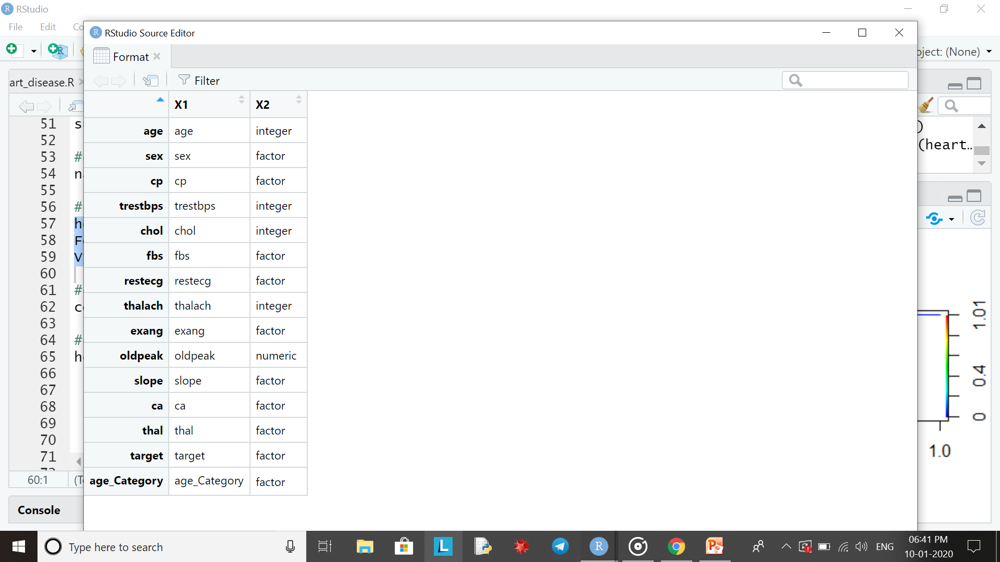 RStudio
File Edit Co
RStudio Source Editor
Format
oject: (None)
art_disease.R
Filter
X1 X2
age age integer
sex sex factor
cp cp factor
trestbps trestbps integer
chol chol integer
fbs fbs factor
restecg restecg factor
thalach thalach integer
exang exang factor
oldpeak oldpeak numeric
slope slope factor
ca ca factor
thal thal factor
target target factor
age_Category age_Category factor
51 s
52
53 #
54 n
55
56 #
57 h
58 F
59 V
60
61 #
62 c
63
64 #
65 h
66
67
68
69
70
71
60:1 (T
Console
)
(heart…
1.01
0.4
0
1.0
Type here to search
ENG
06:41 PM
10-01-2020